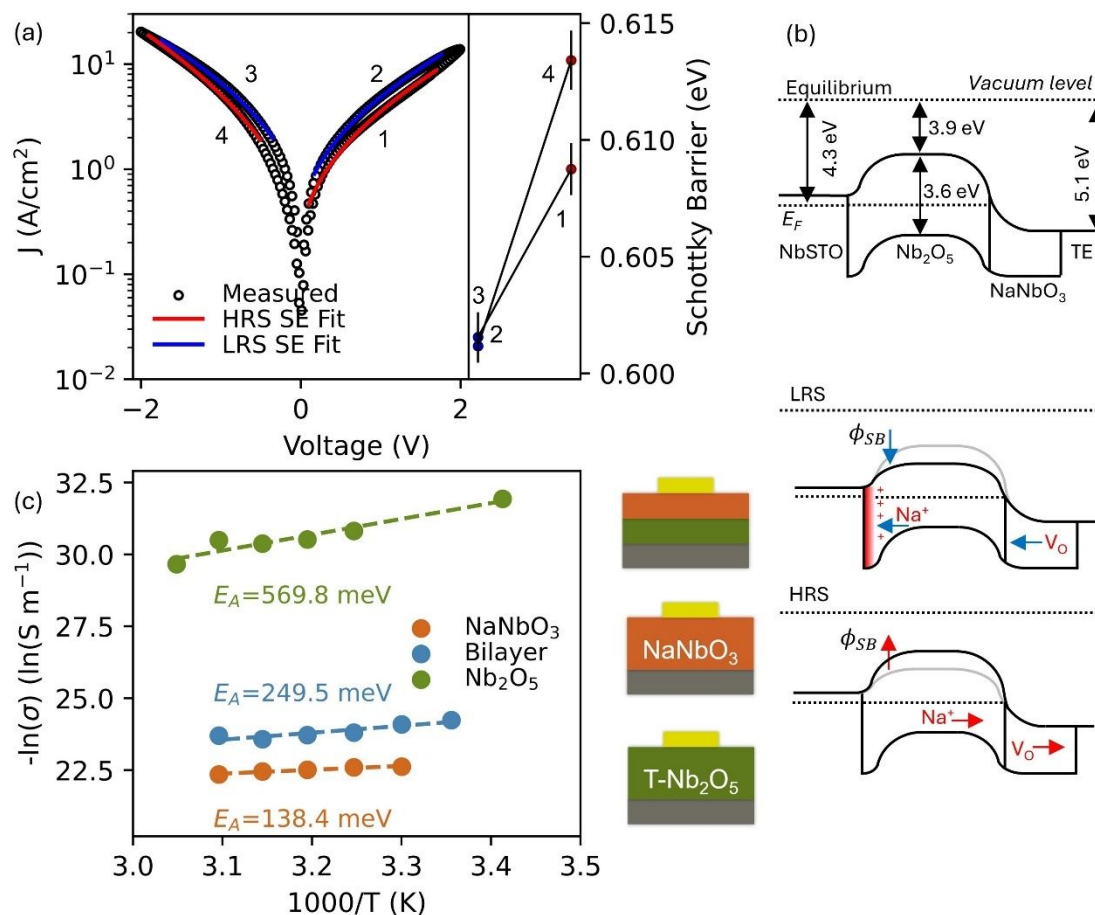 (a)
10¹
10⁰
10⁻¹
10⁻²
J (A/cm²)
3
4
2
1
Measured
HRS SE Fit
LRS SE Fit
−2
0
2
Voltage (V)
4
1
3
2
0.615
0.610
0.605
0.600
Schottky Barrier (eV)
(b)
Equilibrium
Vacuum level
4.3 eV
3.9 eV
5.1 eV
3.6 eV
E_F
NbSTO
Nb₂O₅
TE
NaNbO₃
LRS
ϕ_SB
+
+
+
+
Na⁺
V_O
HRS
ϕ_SB
Na⁺
V_O
(c)
32.5
30.0
27.5
25.0
22.5
-ln(σ) (ln(S m⁻¹))
E_A=569.8 meV
NaNbO₃
Bilayer
Nb₂O₅
E_A=249.5 meV
E_A=138.4 meV
3.0
3.1
3.2
3.3
3.4
3.5
1000/T (K)
NaNbO₃
T-Nb₂O₅